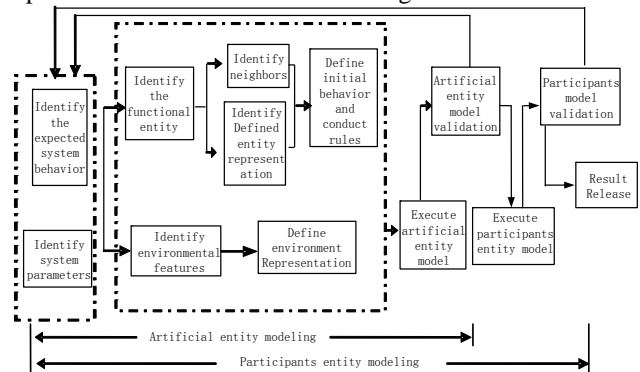 Identify
the
expected
system
behavior
Identify
system
parameters
Identify
the
functional
entity
Identify
neighbors
Identify
Defined
entity
represent
ation
Define
initial
behavior
and
conduct
rules
Identify
environmental
features
Define
environment
Representation
Artificial
entity
model
validation
Execute
artificial
entity
model
Participants
model
validation
Execute
participants
entity model
Result
Release
Artificial entity modeling
Participants entity modeling